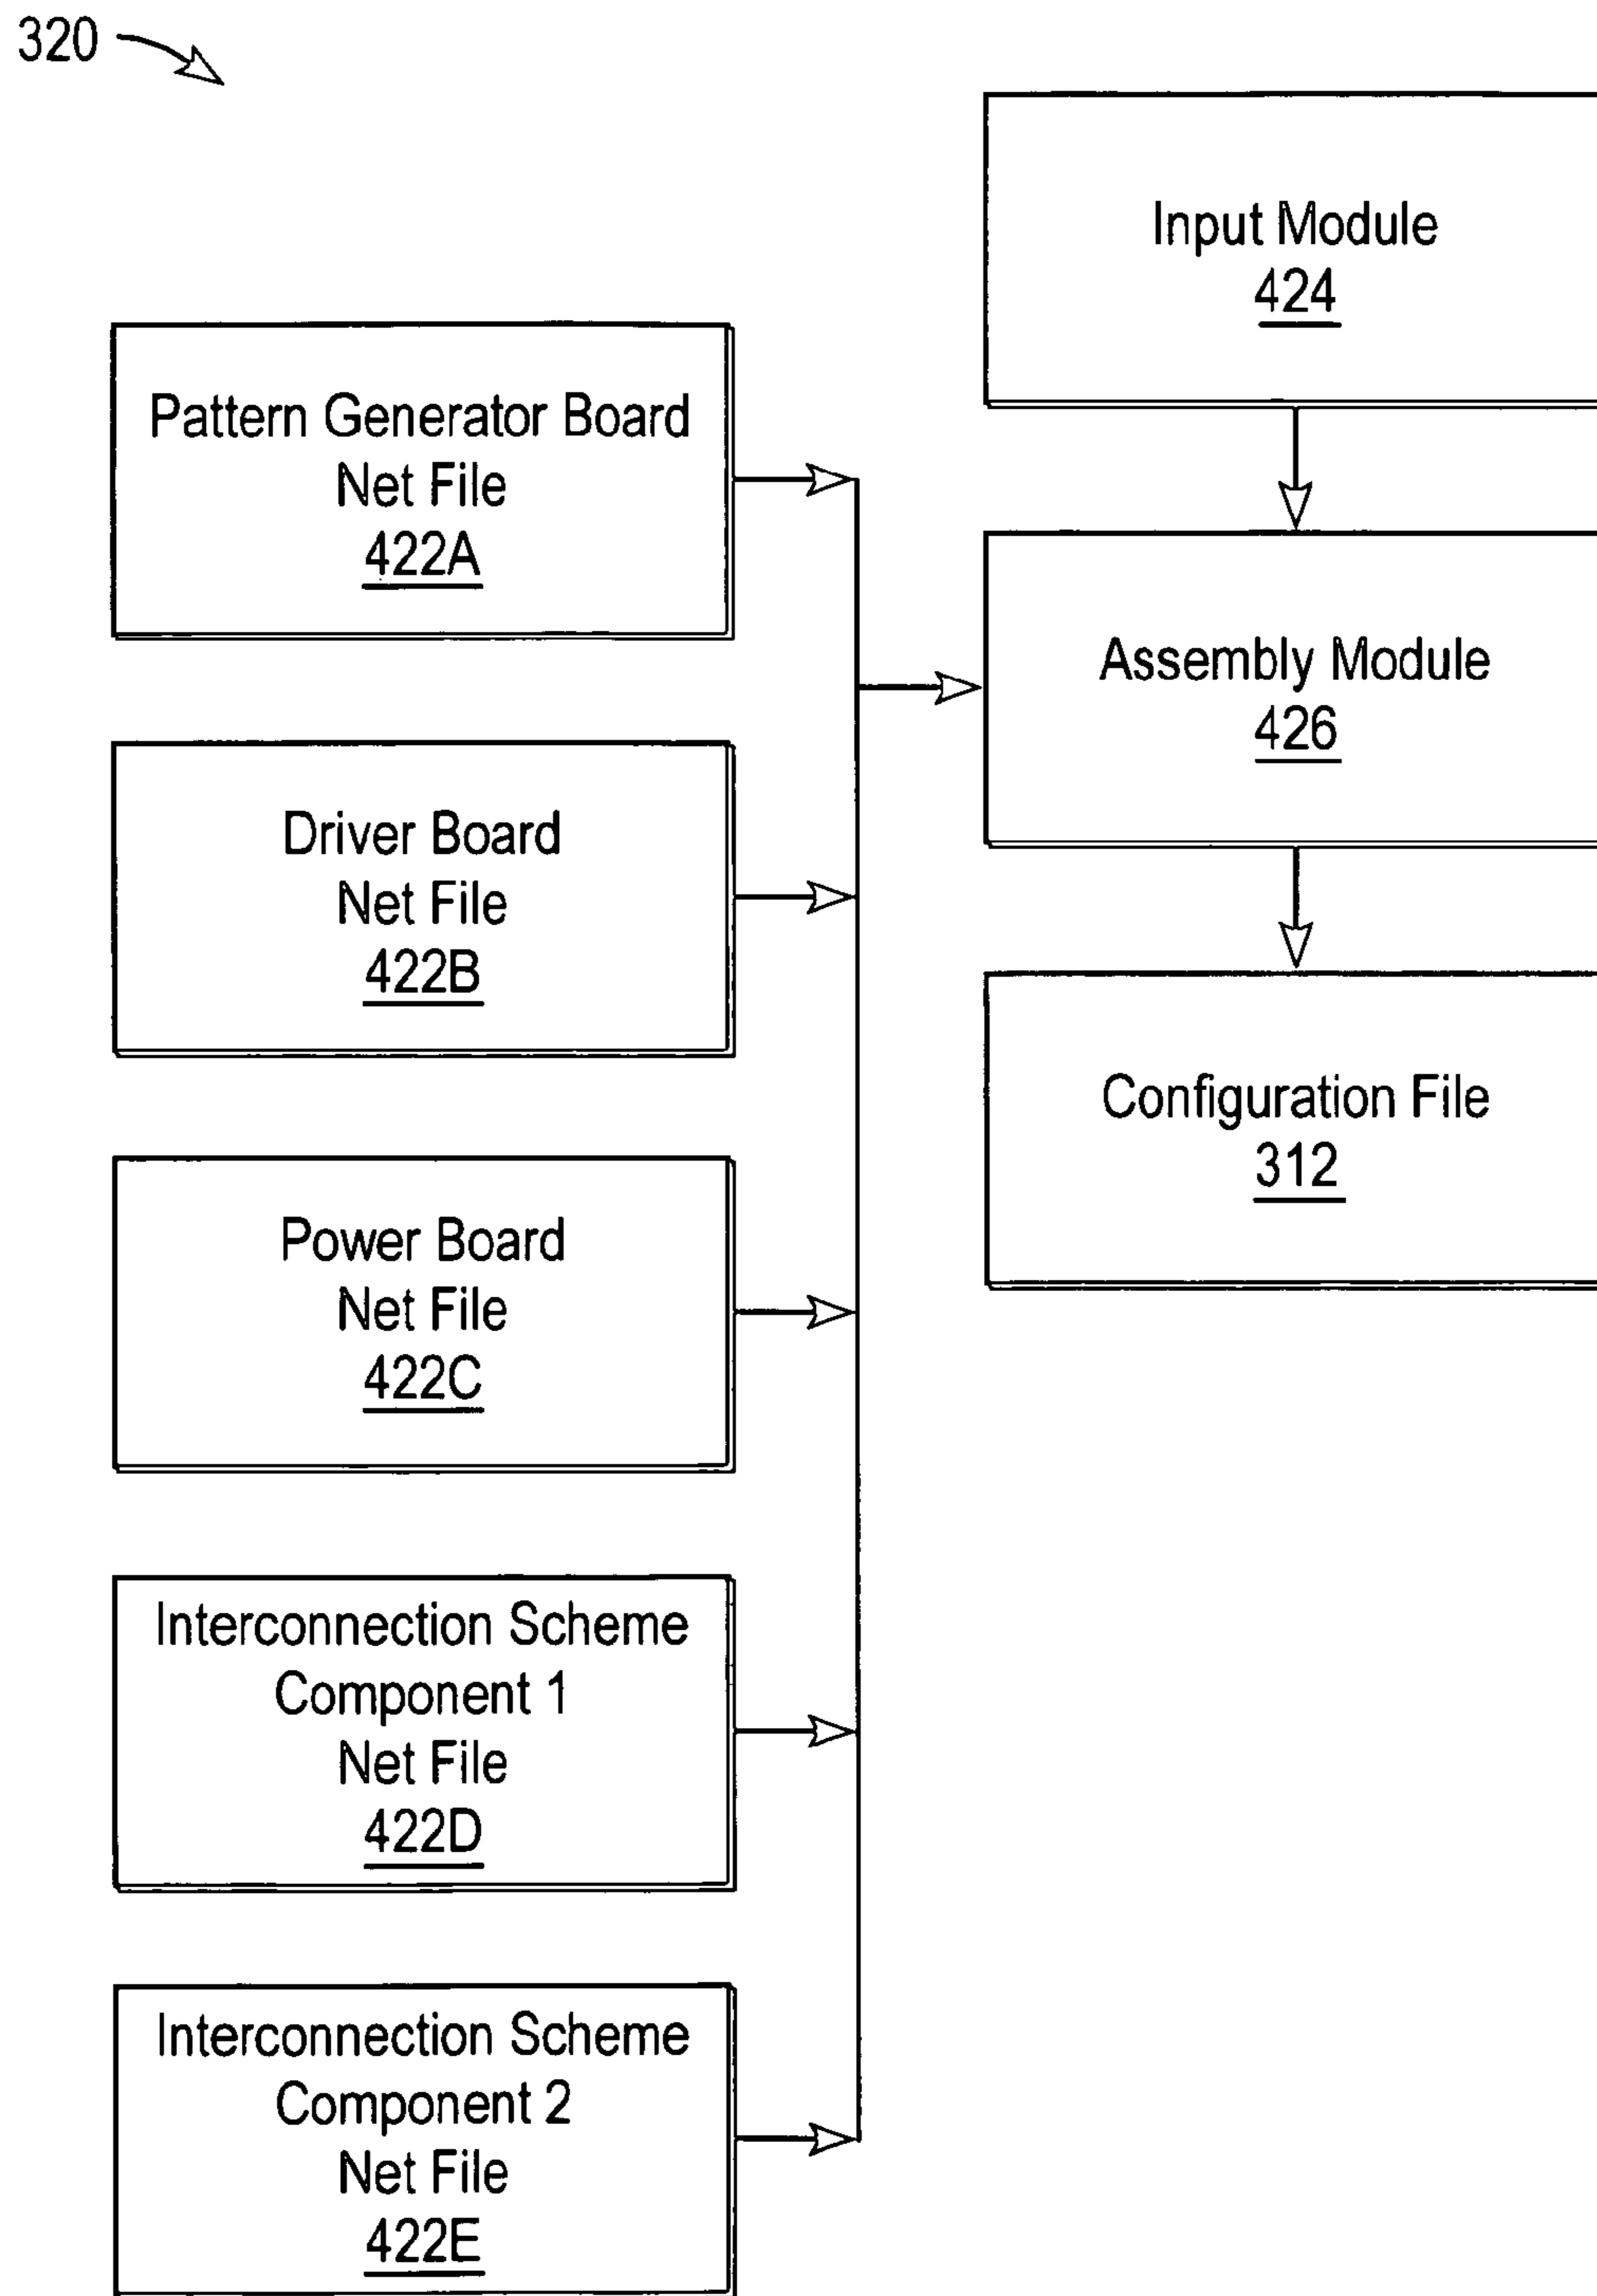 320
Input Module
424
Pattern Generator Board
Net File
422A
Assembly Module
426
Driver Board
Net File
422B
Configuration File
312
Power Board
Net File
422C
Interconnection Scheme
Component 1
Net File
422D
Interconnection Scheme
Component 2
Net File
422E